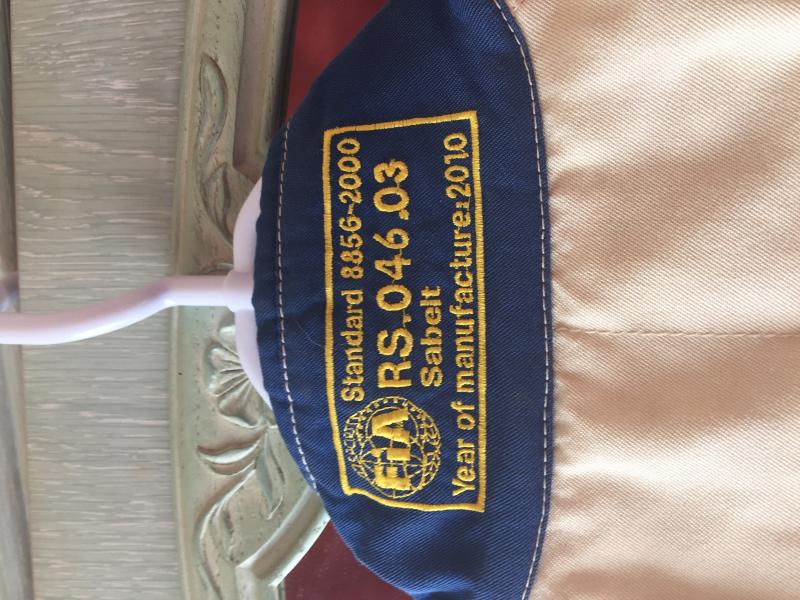 Standard 8856-2000
FiA RS.046.03
Sabelt
Year of manufacture:2010